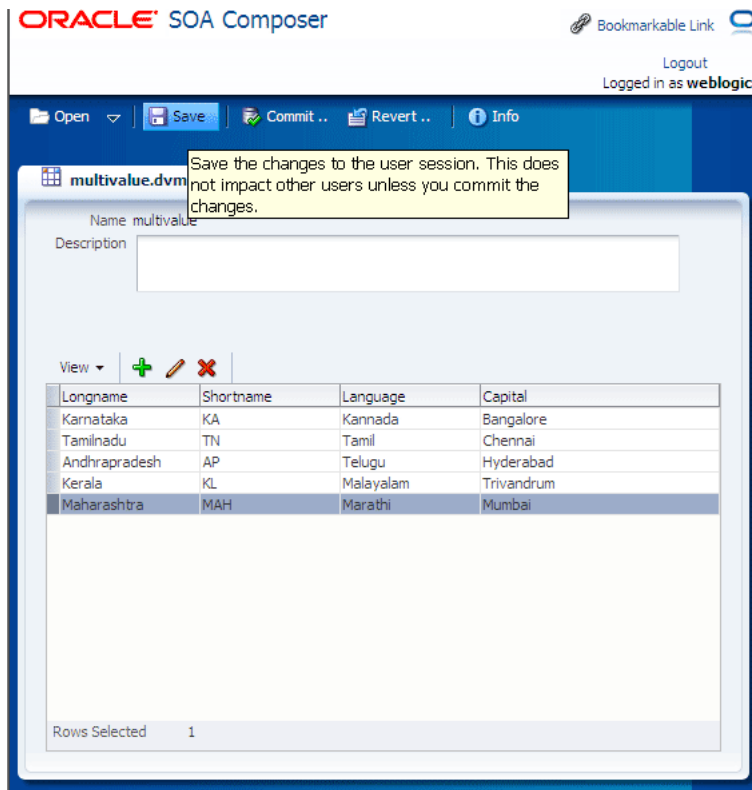 ORACLE SOA Composer
Bookmarkable Link
Logout
Logged in as weblogic
Open Save Commit .. Revert .. Info
Save the changes to the user session. This does
not impact other users unless you commit the
changes.
multivalue.dvm
Name multivalue
Description
View
Longname Shortname Language Capital
Karnataka KA Kannada Bangalore
Tamilnadu TN Tamil Chennai
Andhrapradesh AP Telugu Hyderabad
Kerala KL Malayalam Trivandrum
Maharashtra MAH Marathi Mumbai
Rows Selected 1